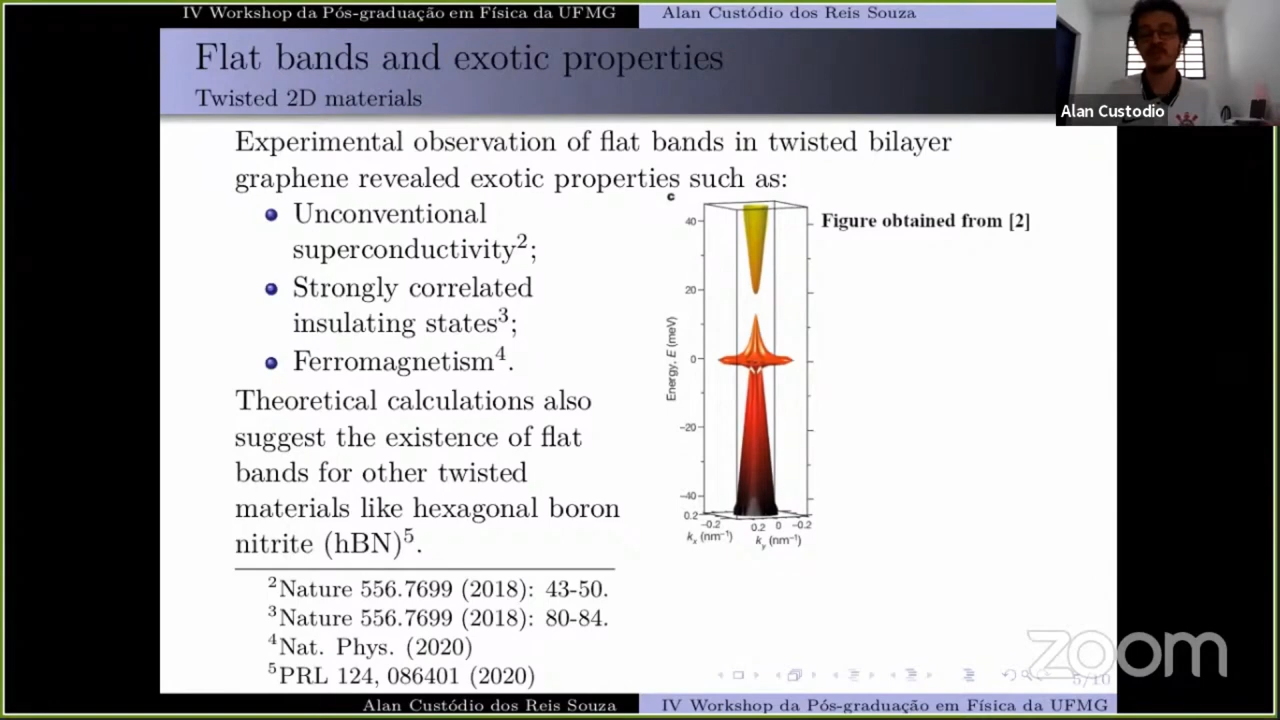 IV Workshop da Pós-graduação em Física da UFMG
Alan Custódio dos Reis Souza
Flat bands and exotic properties
Twisted 2D materials
Alan Custodio
Experimental observation of flat bands in twisted bilayer
graphene revealed exotic properties such as:
Unconventional
superconductivity²;
Strongly correlated
insulating states³;
Ferromagnetism⁴.
Theoretical calculations also
suggest the existence of flat
bands for other twisted
materials like hexagonal boron
nitrite (hBN)⁵.
c
Figure obtained from [2]
40
20
0
−20
−40
Energy, E (meV)
0.2 −0.2 0.2 0 −0.2
kₓ (nm⁻¹) k_y (nm⁻¹)
²Nature 556.7699 (2018): 43-50.
³Nature 556.7699 (2018): 80-84.
⁴Nat. Phys. (2020)
⁵PRL 124, 086401 (2020)
zoom
5/10
Alan Custódio dos Reis Souza
IV Workshop da Pós-graduação em Física da UFMG